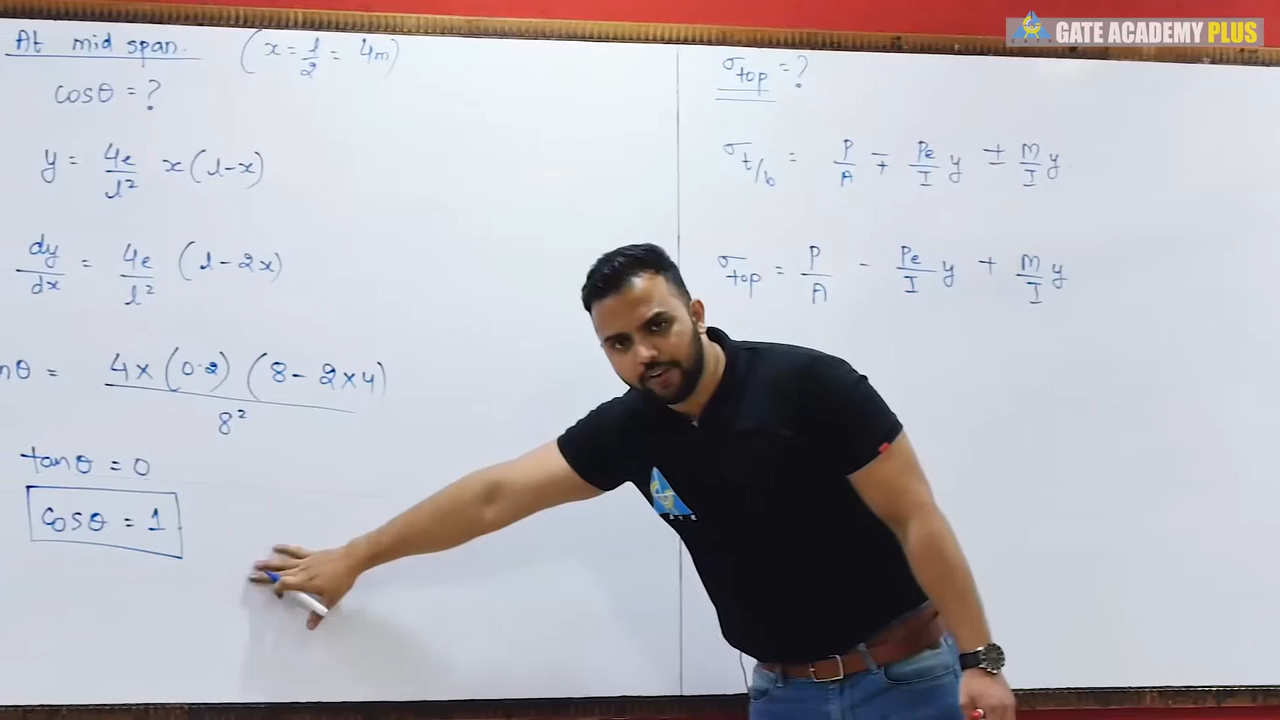 GATE ACADEMY PLUS
At mid span. (x = l/2 = 4m)
cosθ = ?
y = 4e/l² x(l-x)
dy/dx = 4e/l² (l-2x)
nθ = 4×(0.2) (8-2×4)/8²
tanθ = 0
cosθ = 1
σtop = ?
σt/b = P/A ∓ Pe/I y ± M/I y
σtop = P/A - Pe/I y + M/I y